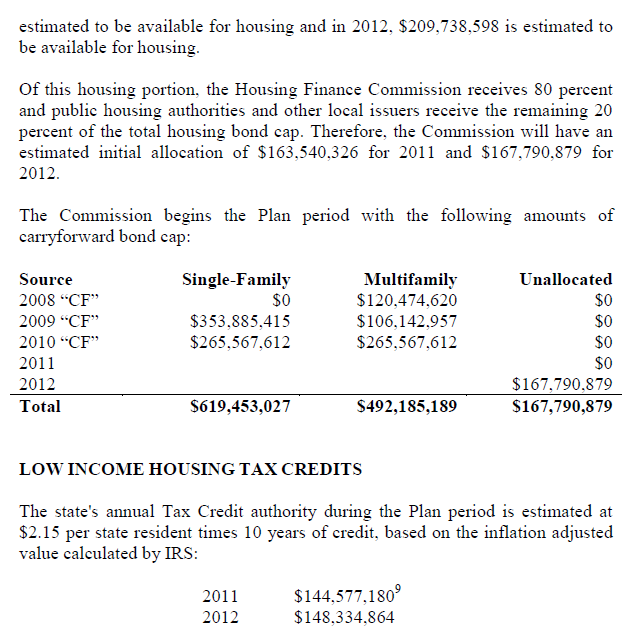 estimated to be available for housing and in 2012, $209,738,598 is estimated to
be available for housing.
Of this housing portion, the Housing Finance Commission receives 80 percent
and public housing authorities and other local issuers receive the remaining 20
percent of the total housing bond cap. Therefore, the Commission will have an
estimated initial allocation of $163,540,326 for 2011 and $167,790,879 for
2012.
The Commission begins the Plan period with the following amounts of
carryforward bond cap:
Source Single-Family Multifamily Unallocated
2008 “CF” $0 $120,474,620 $0
2009 “CF” $353,885,415 $106,142,957 $0
2010 “CF” $265,567,612 $265,567,612 $0
2011 $0
2012 $167,790,879
Total $619,453,027 $492,185,189 $167,790,879
LOW INCOME HOUSING TAX CREDITS
The state's annual Tax Credit authority during the Plan period is estimated at
$2.15 per state resident times 10 years of credit, based on the inflation adjusted
value calculated by IRS:
2011 $144,577,180⁹
2012 $148,334,864